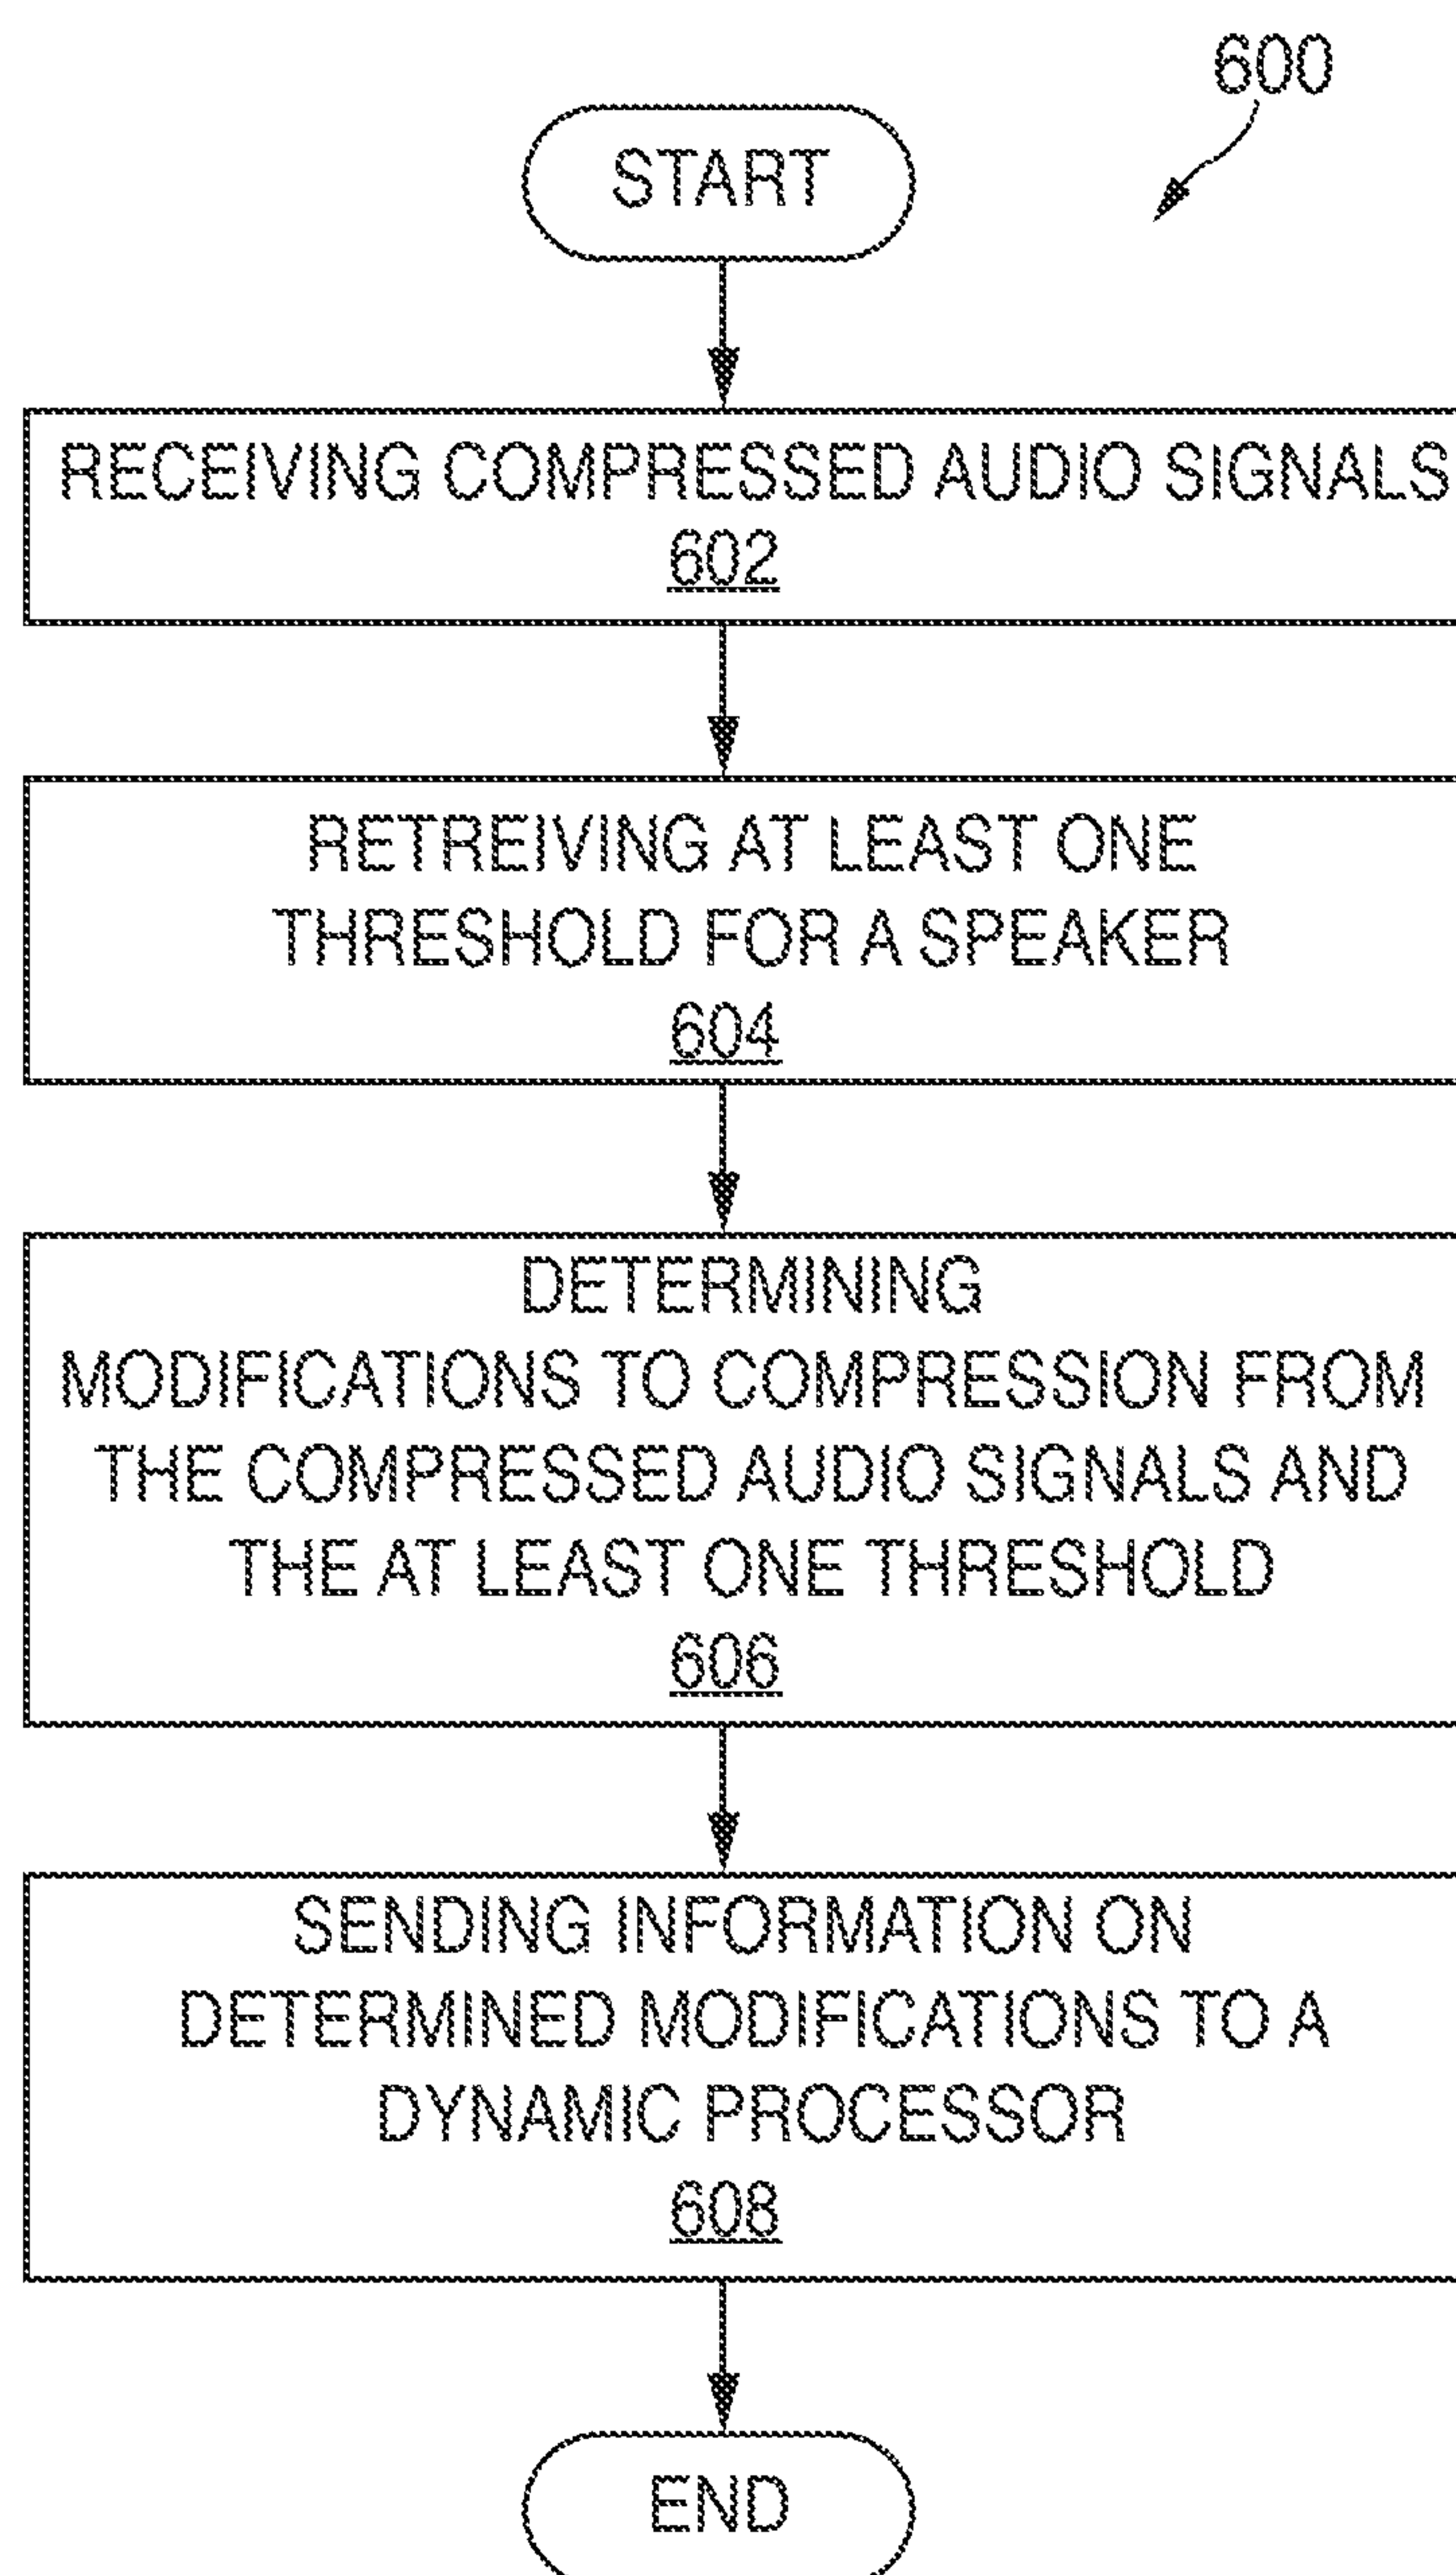 600
START
RECEIVING COMPRESSED AUDIO SIGNALS
602
RETREIVING AT LEAST ONE
THRESHOLD FOR A SPEAKER
604
DETERMINING
MODIFICATIONS TO COMPRESSION FROM
THE COMPRESSED AUDIO SIGNALS AND
THE AT LEAST ONE THRESHOLD
606
SENDING INFORMATION ON
DETERMINED MODIFICATIONS TO A
DYNAMIC PROCESSOR
608
END